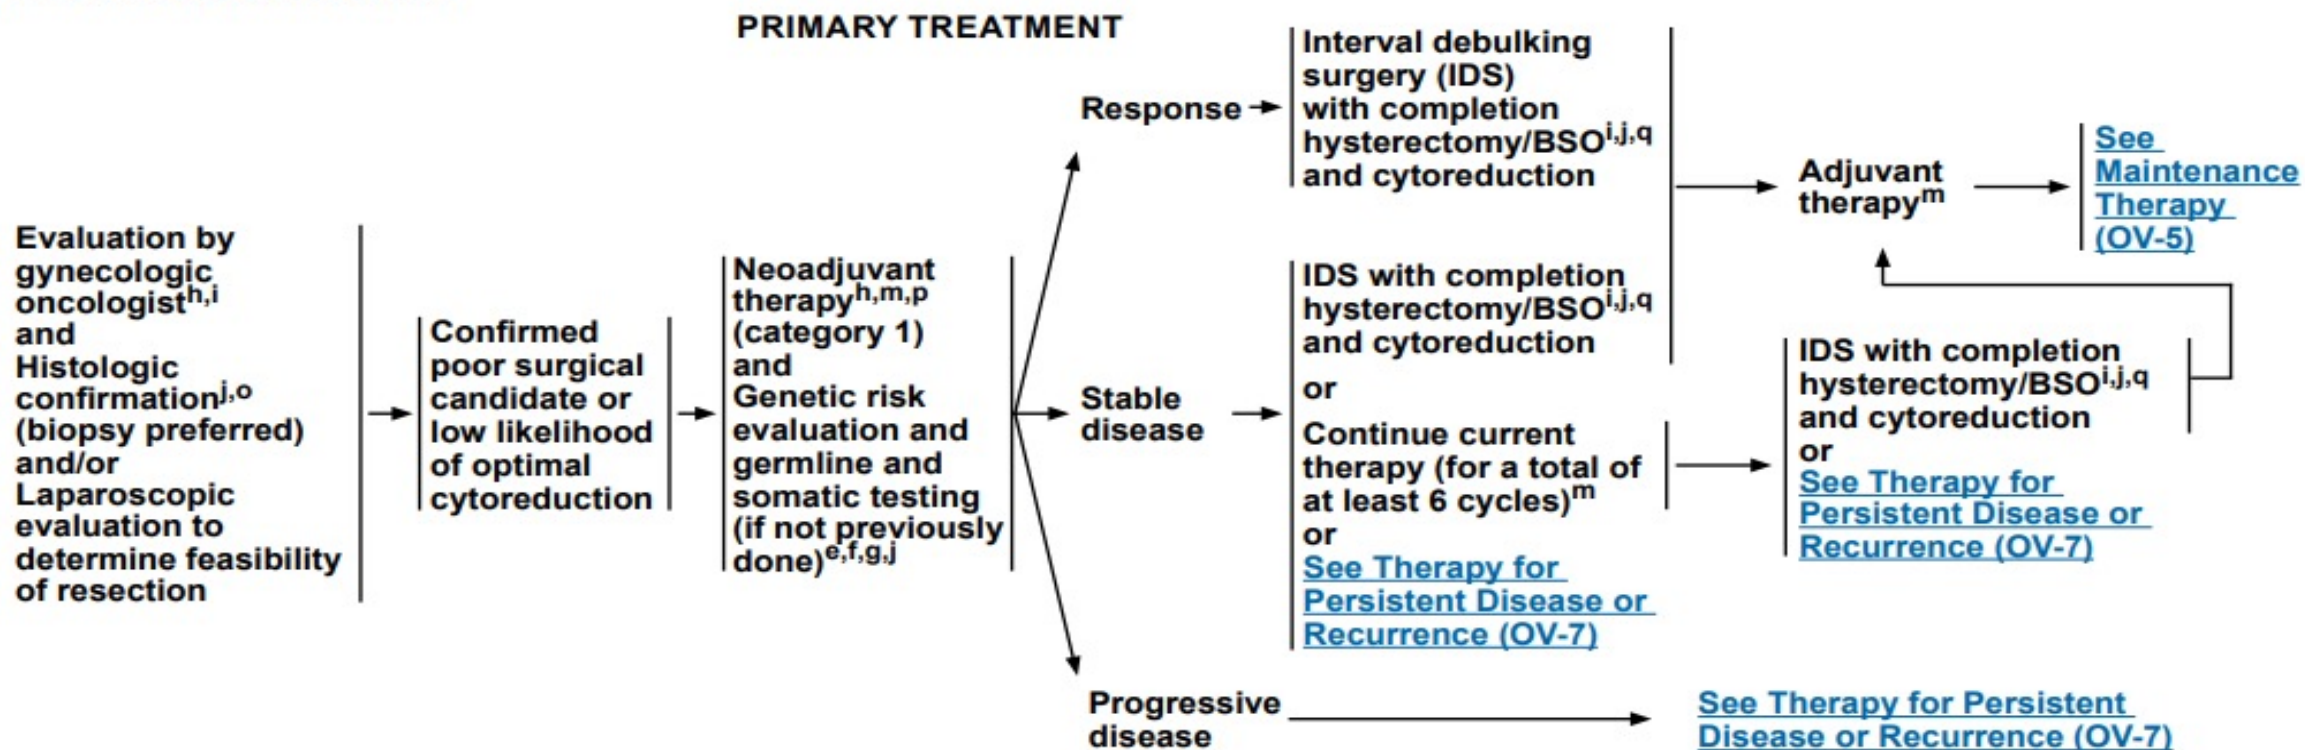 PRIMARY TREATMENT
Evaluation by
gynecologic
oncologisth,i
and
Histologic
confirmationj,o
(biopsy preferred)
and/or
Laparoscopic
evaluation to
determine feasibility
of resection
Confirmed
poor surgical
candidate or
low likelihood
of optimal
cytoreduction
Neoadjuvant
therapyh,m,p
(category 1)
and
Genetic risk
evaluation and
germline and
somatic testing
(if not previously
done)e,f,g,j
Response
Interval debulking
surgery (IDS)
with completion
hysterectomy/BSOi,j,q
and cytoreduction
Stable
disease
IDS with completion
hysterectomy/BSOi,j,q
and cytoreduction
or
Continue current
therapy (for a total of
at least 6 cycles)m
or
See Therapy for
Persistent Disease or
Recurrence (OV-7)
Adjuvant
therapym
See
Maintenance
Therapy
(OV-5)
IDS with completion
hysterectomy/BSOi,j,q
and cytoreduction
or
See Therapy for
Persistent Disease or
Recurrence (OV-7)
Progressive
disease
See Therapy for Persistent
Disease or Recurrence (OV-7)